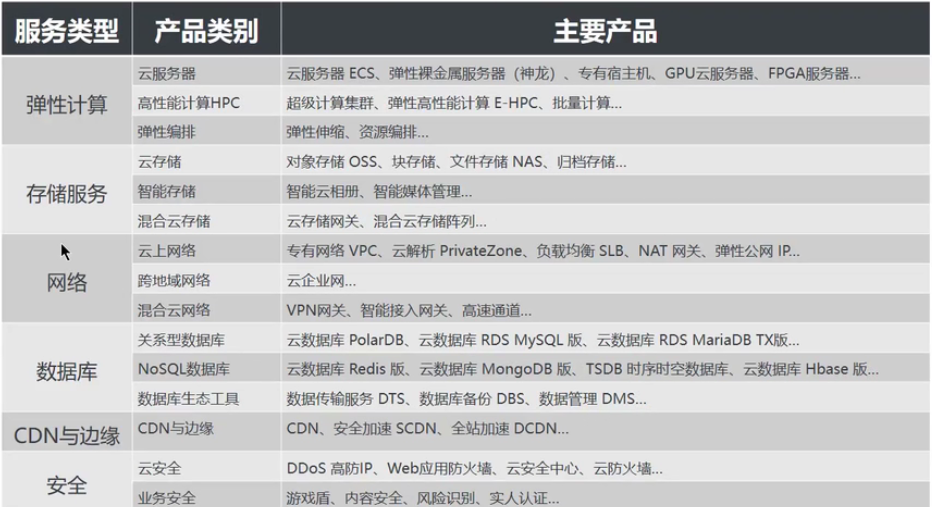 服务类型 产品类别 主要产品
弹性计算 云服务器 云服务器 ECS、弹性裸金属服务器（神龙）、专有宿主机、GPU云服务器、FPGA服务器...
高性能计算HPC 超级计算集群、弹性高性能计算 E-HPC、批量计算...
弹性编排 弹性伸缩、资源编排...
存储服务 云存储 对象存储 OSS、块存储、文件存储 NAS、归档存储...
智能存储 智能云相册、智能媒体管理...
混合云存储 云存储网关、混合云存储阵列...
网络 云上网络 专有网络 VPC、云解析 PrivateZone、负载均衡 SLB、NAT 网关、弹性公网 IP...
跨地域网络 云企业网...
混合云网络 VPN网关、智能接入网关、高速通道...
数据库 关系型数据库 云数据库 PolarDB、云数据库 RDS MySQL 版、云数据库 RDS MariaDB TX版...
NoSQL数据库 云数据库 Redis 版、云数据库 MongoDB 版、TSDB 时序时空数据库、云数据库 Hbase 版...
数据库生态工具 数据传输服务 DTS、数据库备份 DBS、数据管理 DMS...
CDN与边缘 CDN与边缘 CDN、安全加速 SCDN、全站加速 DCDN...
安全 云安全 DDoS 高防IP、Web应用防火墙、云安全中心、云防火墙...
业务安全 游戏盾、内容安全、风险识别、实人认证...